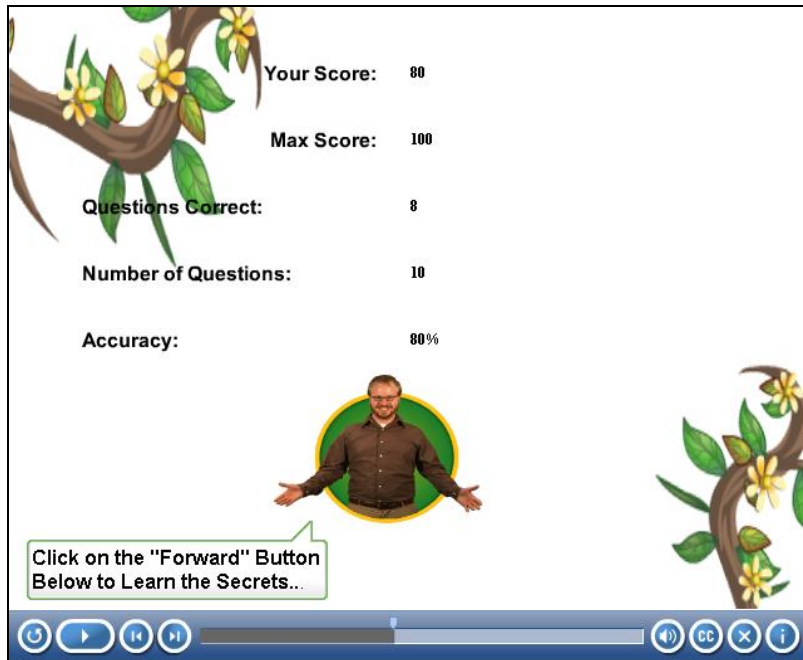 Your Score: 80
Max Score: 100
Questions Correct: 8
Number of Questions: 10
Accuracy: 80%
Click on the "Forward" Button
Below to Learn the Secrets...
CC
i